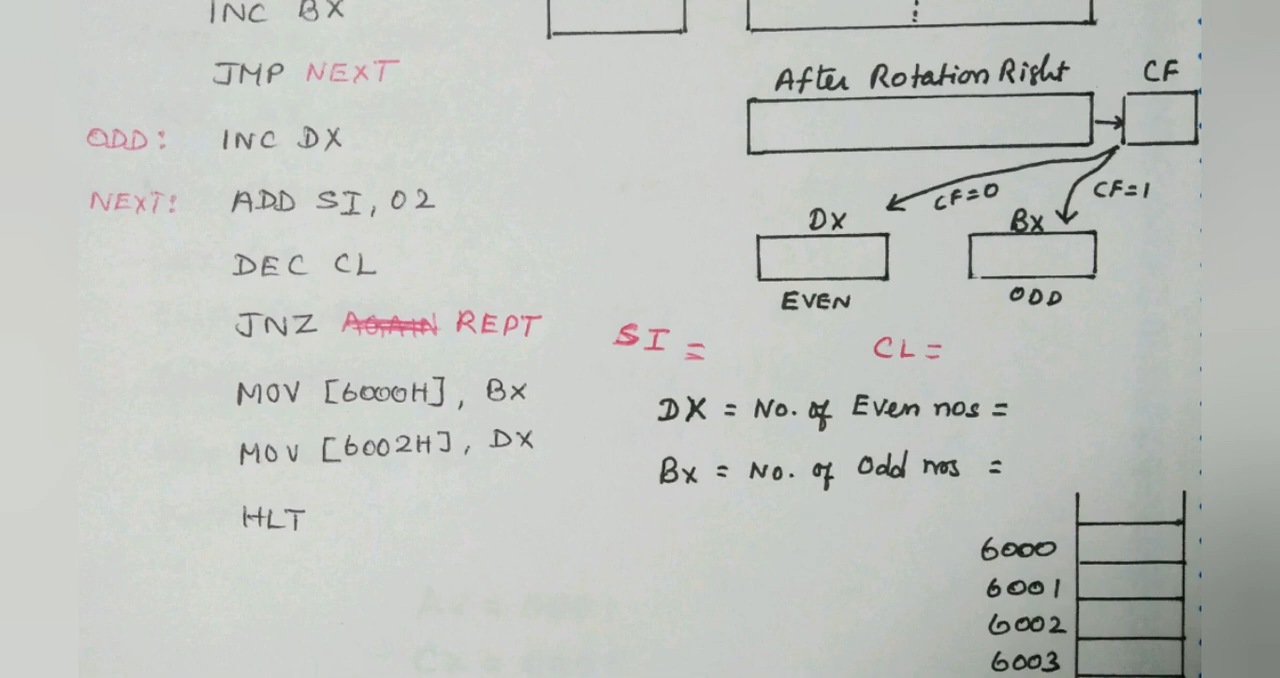 INC BX
JMP NEXT
ODD: INC DX
NEXT: ADD SI, 02
DEC CL
JNZ AGAIN REPT
MOV [6000H], BX
MOV [6002H], DX
HLT
After Rotation Right CF
CF=0 CF=1
DX BX
EVEN ODD
SI = CL =
DX = No. of Even nos =
BX = No. of Odd nos =
6000
6001
6002
6003